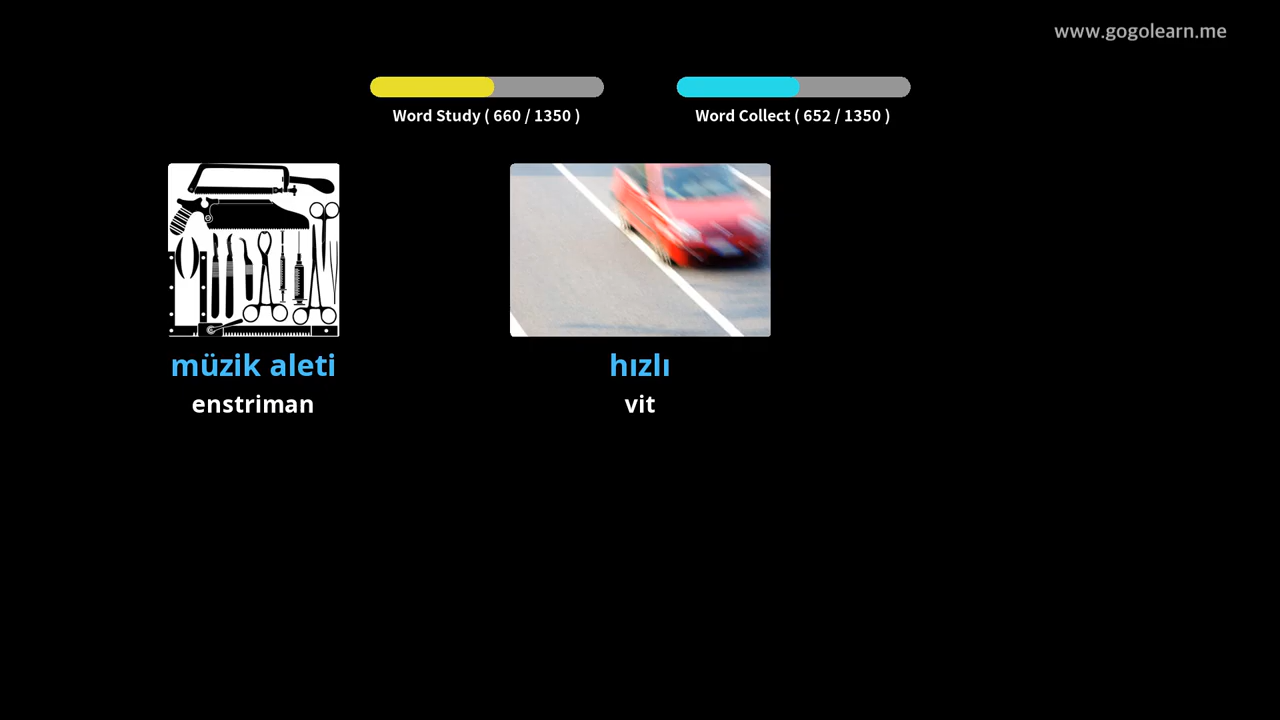 www.gogolearn.me
Word Study ( 660 / 1350 )
Word Collect ( 652 / 1350 )
müzik aleti
enstriman
hızlı
vit